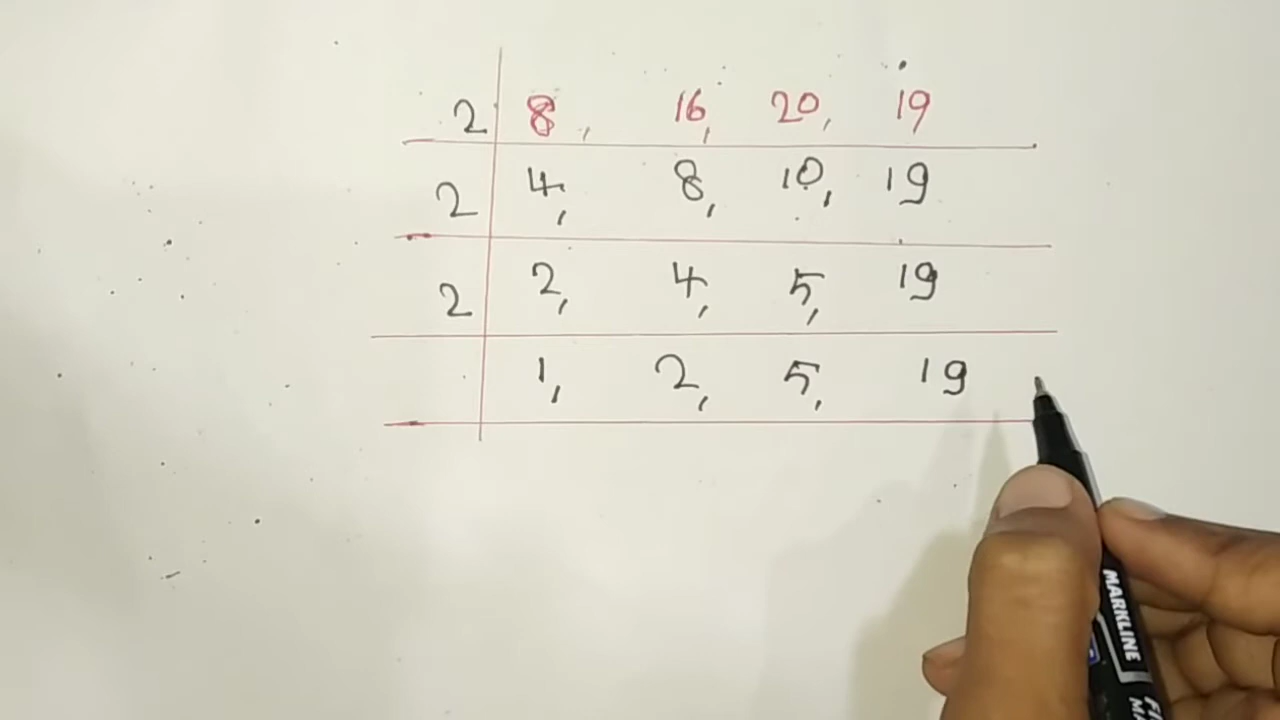 2 8, 16, 20, 19
2 4, 8, 10, 19
2 2, 4, 5, 19
1, 2, 5, 19
MARKLINE